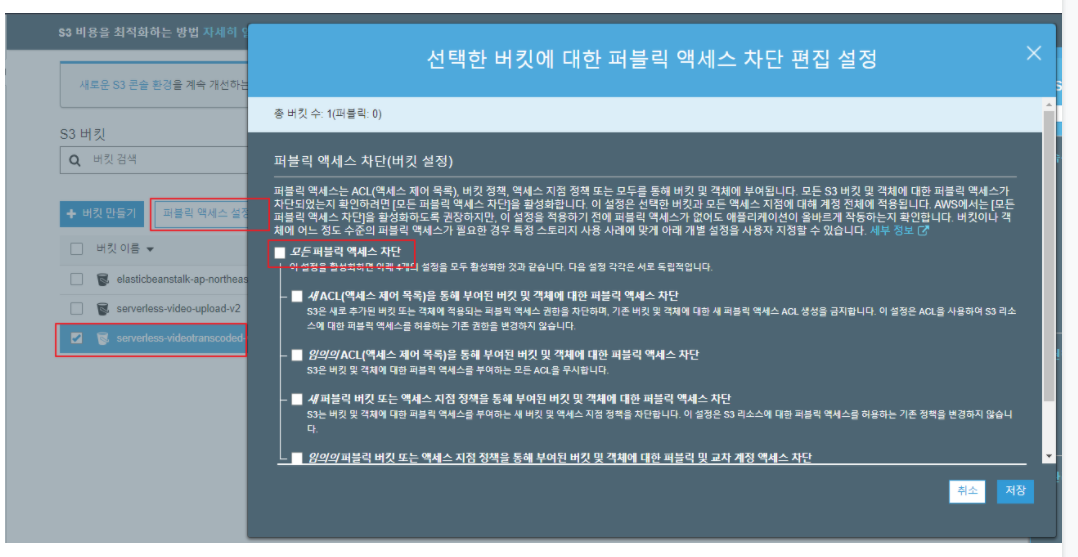 S3 비용을 최적화하는 방법 자세히
선택한 버킷에 대한 퍼블릭 액세스 차단 편집 설정
새로운 S3 콘솔 환경을 계속 개선하는
총 버킷 수: 1(퍼블릭: 0)
S3 버킷
버킷 검색
퍼블릭 액세스 차단(버킷 설정)
퍼블릭 액세스는 ACL(액세스 제어 목록), 버킷 정책, 액세스 지점 정책 또는 모두를 통해 버킷 및 객체에 부여됩니다. 모든 S3 버킷 및 객체에 대한 퍼블릭 액세스가
차단되었는지 확인하려면 [모든 퍼블릭 액세스 차단]을 활성화합니다. 이 설정은 선택한 버킷과 모든 액세스 지점에 대해 계정 전체에 적용됩니다. AWS에서는 [모든
퍼블릭 액세스 차단]을 활성화하도록 권장하지만, 이 설정을 적용하기 전에 퍼블릭 액세스가 없어도 애플리케이션이 올바르게 작동하는지 확인합니다. 버킷이나 객
체에 어느 정도 수준의 퍼블릭 액세스가 필요한 경우 특정 스토리지 사용 사례에 맞게 아래 개별 설정을 사용자 지정할 수 있습니다. 세부 정보
버킷 만들기
퍼블릭 액세스 설정
버킷 이름
elasticbeanstalk-ap-northeas
serverless-video-upload-v2
serverless-videotranscoded-
모든 퍼블릭 액세스 차단
이 설정을 활성화하면 아래 4개의 설정을 모두 활성화한 것과 같습니다. 다음 설정 각각은 서로 독립적입니다.
새 ACL(액세스 제어 목록)을 통해 부여된 버킷 및 객체에 대한 퍼블릭 액세스 차단
S3은 새로 추가된 버킷 또는 객체에 적용되는 퍼블릭 액세스 권한을 차단하며, 기존 버킷 및 객체에 대한 새 퍼블릭 액세스 ACL 생성을 금지합니다. 이 설정은 ACL을 사용하여 S3 리소
스에 대한 퍼블릭 액세스를 허용하는 기존 권한을 변경하지 않습니다.
임의의 ACL(액세스 제어 목록)을 통해 부여된 버킷 및 객체에 대한 퍼블릭 액세스 차단
S3은 버킷 및 객체에 대한 퍼블릭 액세스를 부여하는 모든 ACL을 무시합니다.
새 퍼블릭 버킷 또는 액세스 지점 정책을 통해 부여된 버킷 및 객체에 대한 퍼블릭 액세스 차단
S3는 버킷 및 객체에 대한 퍼블릭 액세스를 부여하는 새 버킷 및 액세스 지점 정책을 차단합니다. 이 설정은 S3 리소스에 대한 퍼블릭 액세스를 허용하는 기존 정책을 변경하지 않습니
다.
임의의 퍼블릭 버킷 또는 액세스 지점 정책을 통해 부여된 버킷 및 객체에 대한 퍼블릭 및 교차 계정 액세스 차단
취소
저장